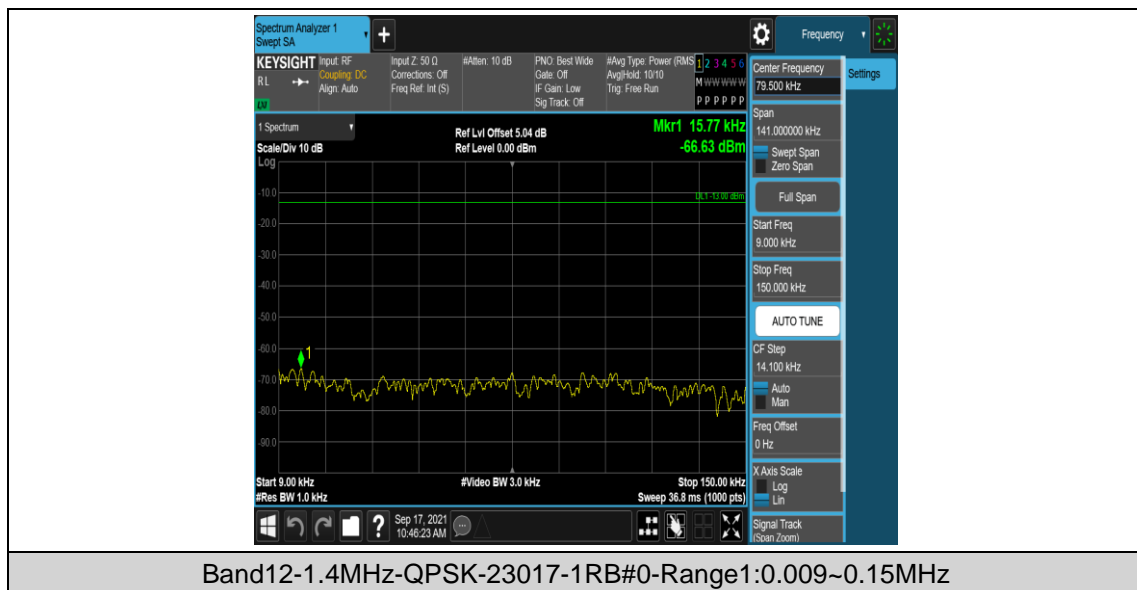 Spectrum Analyzer 1
Swept SA
+
Frequency
KEYSIGHT
RL
LXI
Input: RF
Coupling: DC
Align: Auto
Input Z: 50 Ω
Corrections: Off
Freq Ref: Int (S)
#Atten: 10 dB
PNO: Best Wide
Gate: Off
IF Gain: Low
Sig Track: Off
#Avg Type: Power (RMS
Avg|Hold: 10/10
Trig: Free Run
1 2 3 4 5 6
M W W W W W
P P P P P P
Center Frequency
79.500 kHz
Settings
Span
141.000000 kHz
Swept Span
Zero Span
Full Span
Start Freq
9.000 kHz
Stop Freq
150.000 kHz
AUTO TUNE
CF Step
14.100 kHz
Auto
Man
Freq Offset
0 Hz
X Axis Scale
Log
Lin
Signal Track
(Span Zoom)
1 Spectrum
Scale/Div 10 dB
Log
Ref Lvl Offset 5.04 dB
Ref Level 0.00 dBm
Mkr1 15.77 kHz
-66.63 dBm
DL1 -13.00 dBm
-10.0
-20.0
-30.0
-40.0
-50.0
-60.0
-70.0
-80.0
-90.0
1
Start 9.00 kHz
#Video BW 3.0 kHz
Stop 150.00 kHz
#Res BW 1.0 kHz
Sweep 36.8 ms (1000 pts)
?
Sep 17, 2021
10:46:23 AM
Band12-1.4MHz-QPSK-23017-1RB#0-Range1:0.009~0.15MHz